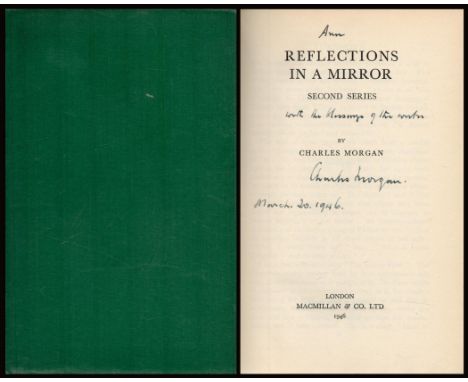 Ann
REFLECTIONS
IN A MIRROR
SECOND SERIES
with the blessings of the writer
BY
CHARLES MORGAN
Charles Morgan.
March. 20. 1946.
LONDON
MACMILLAN & CO. LTD
1946